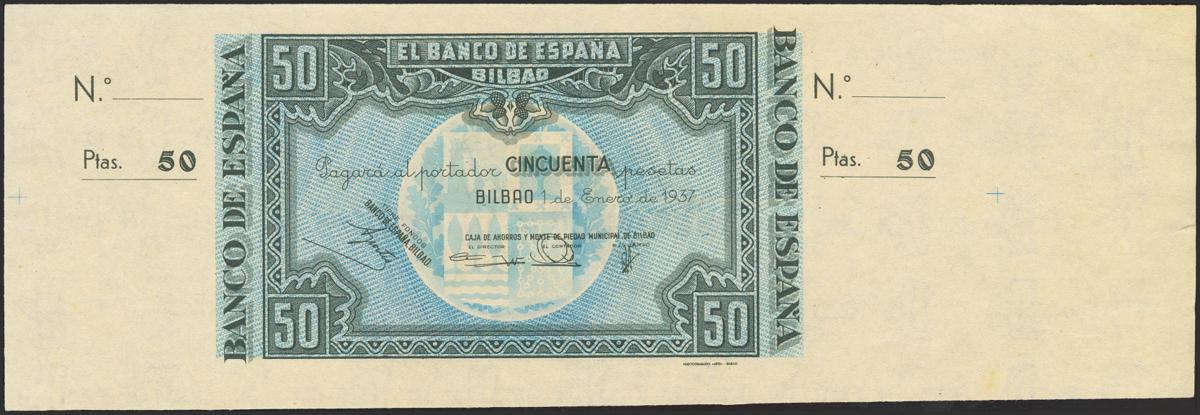 N.º
Ptas. 50
BANCO DE ESPAÑA
50
EL BANCO DE ESPAÑA
BILBAO
50
Pagará al portador CINCUENTA pesetas
BILBAO 1 de Enero de 1937
BANCO DE ESPAÑA, BILBAO.
CAJA DE AHORROS Y MONTE DE PIEDAD MUNICIPAL DE BILBAO
EL DIRECTOR EL CONTADOR
50
50
BANCO DE ESPAÑA
N.º
Ptas. 50